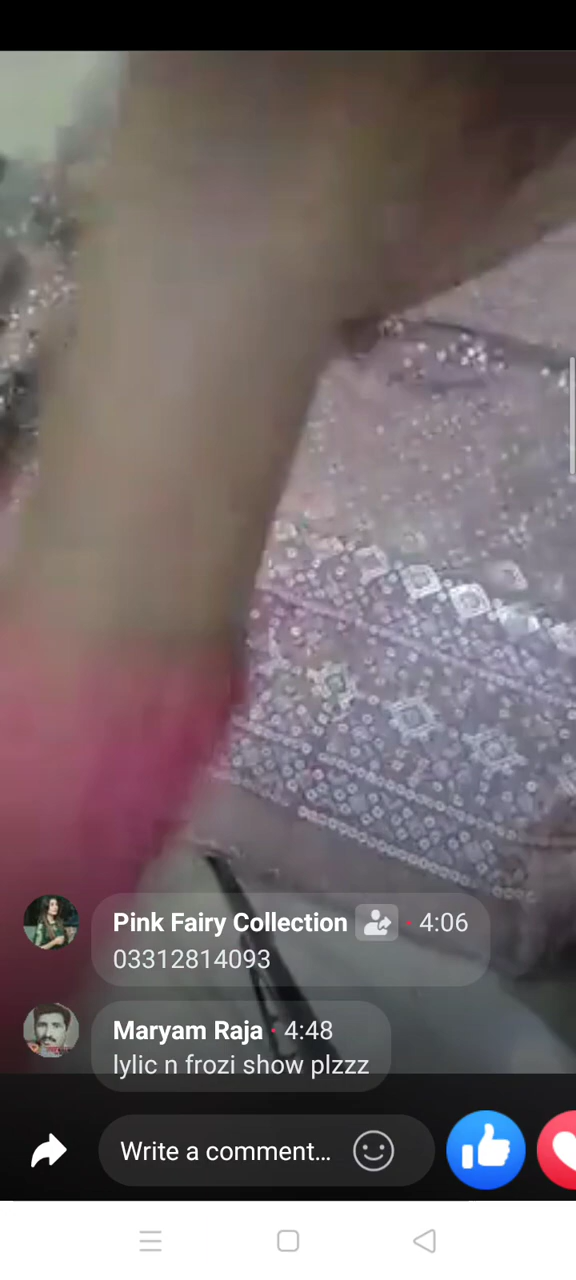 Pink Fairy Collection · 4:06
03312814093
Maryam Raja · 4:48
lylic n frozi show plzzz
Write a comment...